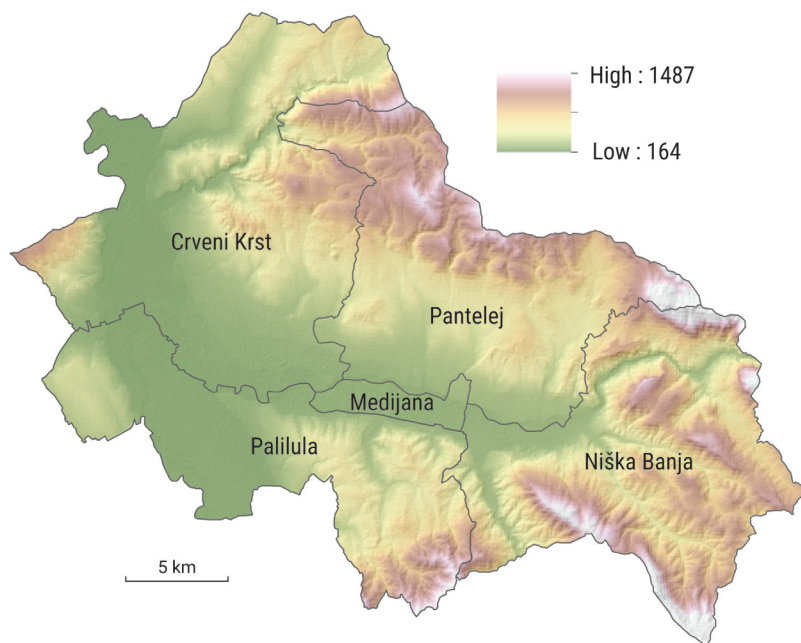 High : 1487
Low : 164
Crveni Krst
Pantelej
Medijana
Palilula
Niška Banja
5 km